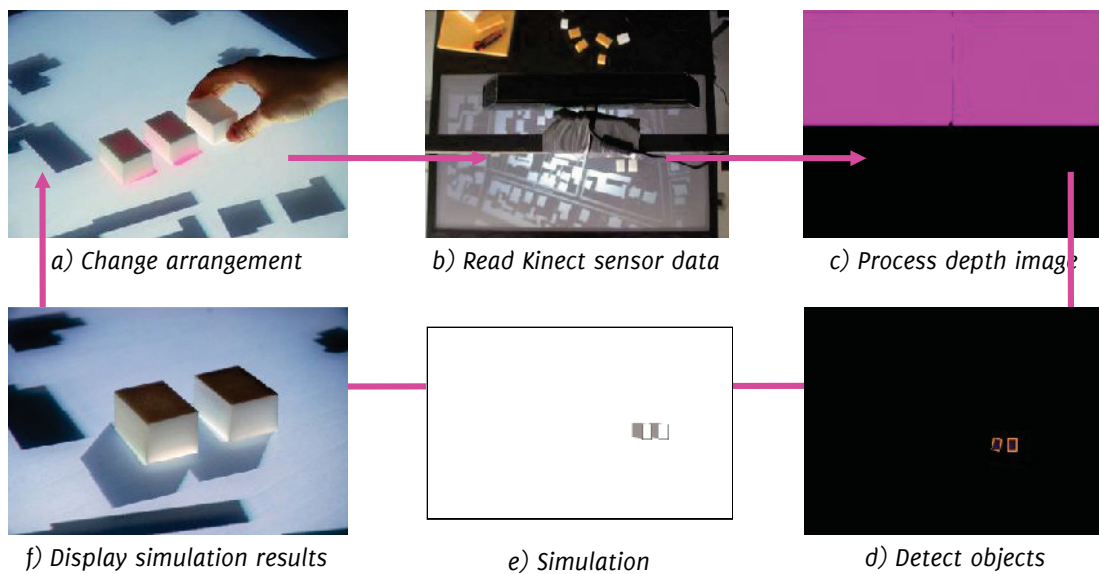 a) Change arrangement
b) Read Kinect sensor data
c) Process depth image
f) Display simulation results
e) Simulation
d) Detect objects